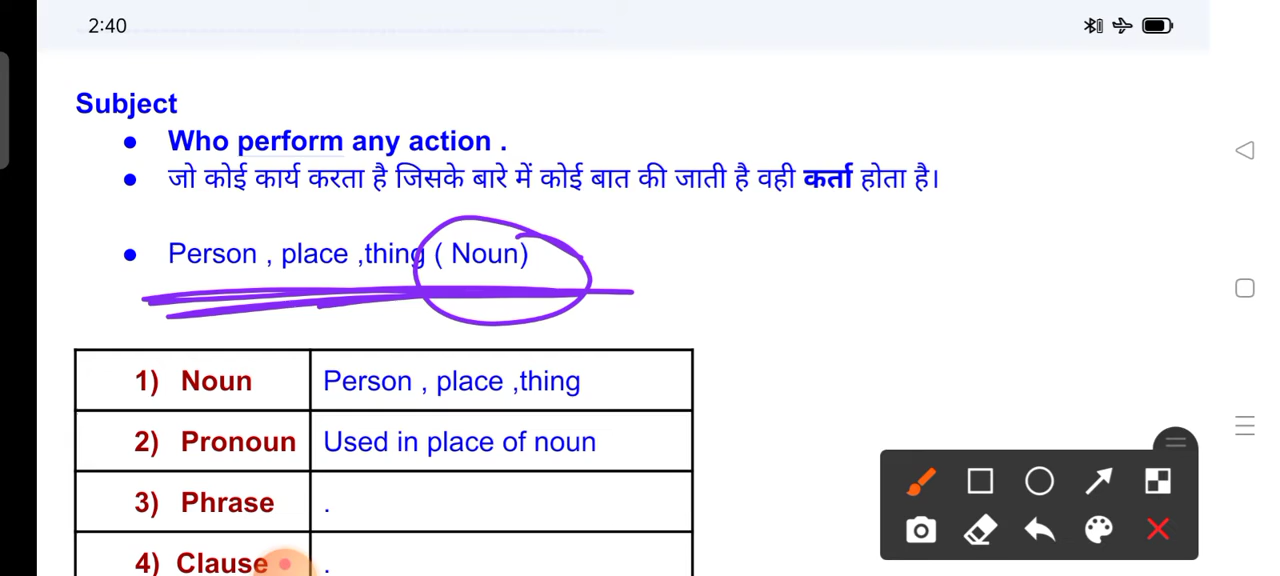 2:40
Subject
● Who perform any action .
● जो कोई कार्य करता है जिसके बारे में कोई बात की जाती है वही कर्ता होता है।
● Person , place ,thing ( Noun)
1) Noun Person , place ,thing
2) Pronoun Used in place of noun
3) Phrase .
4) Clause .